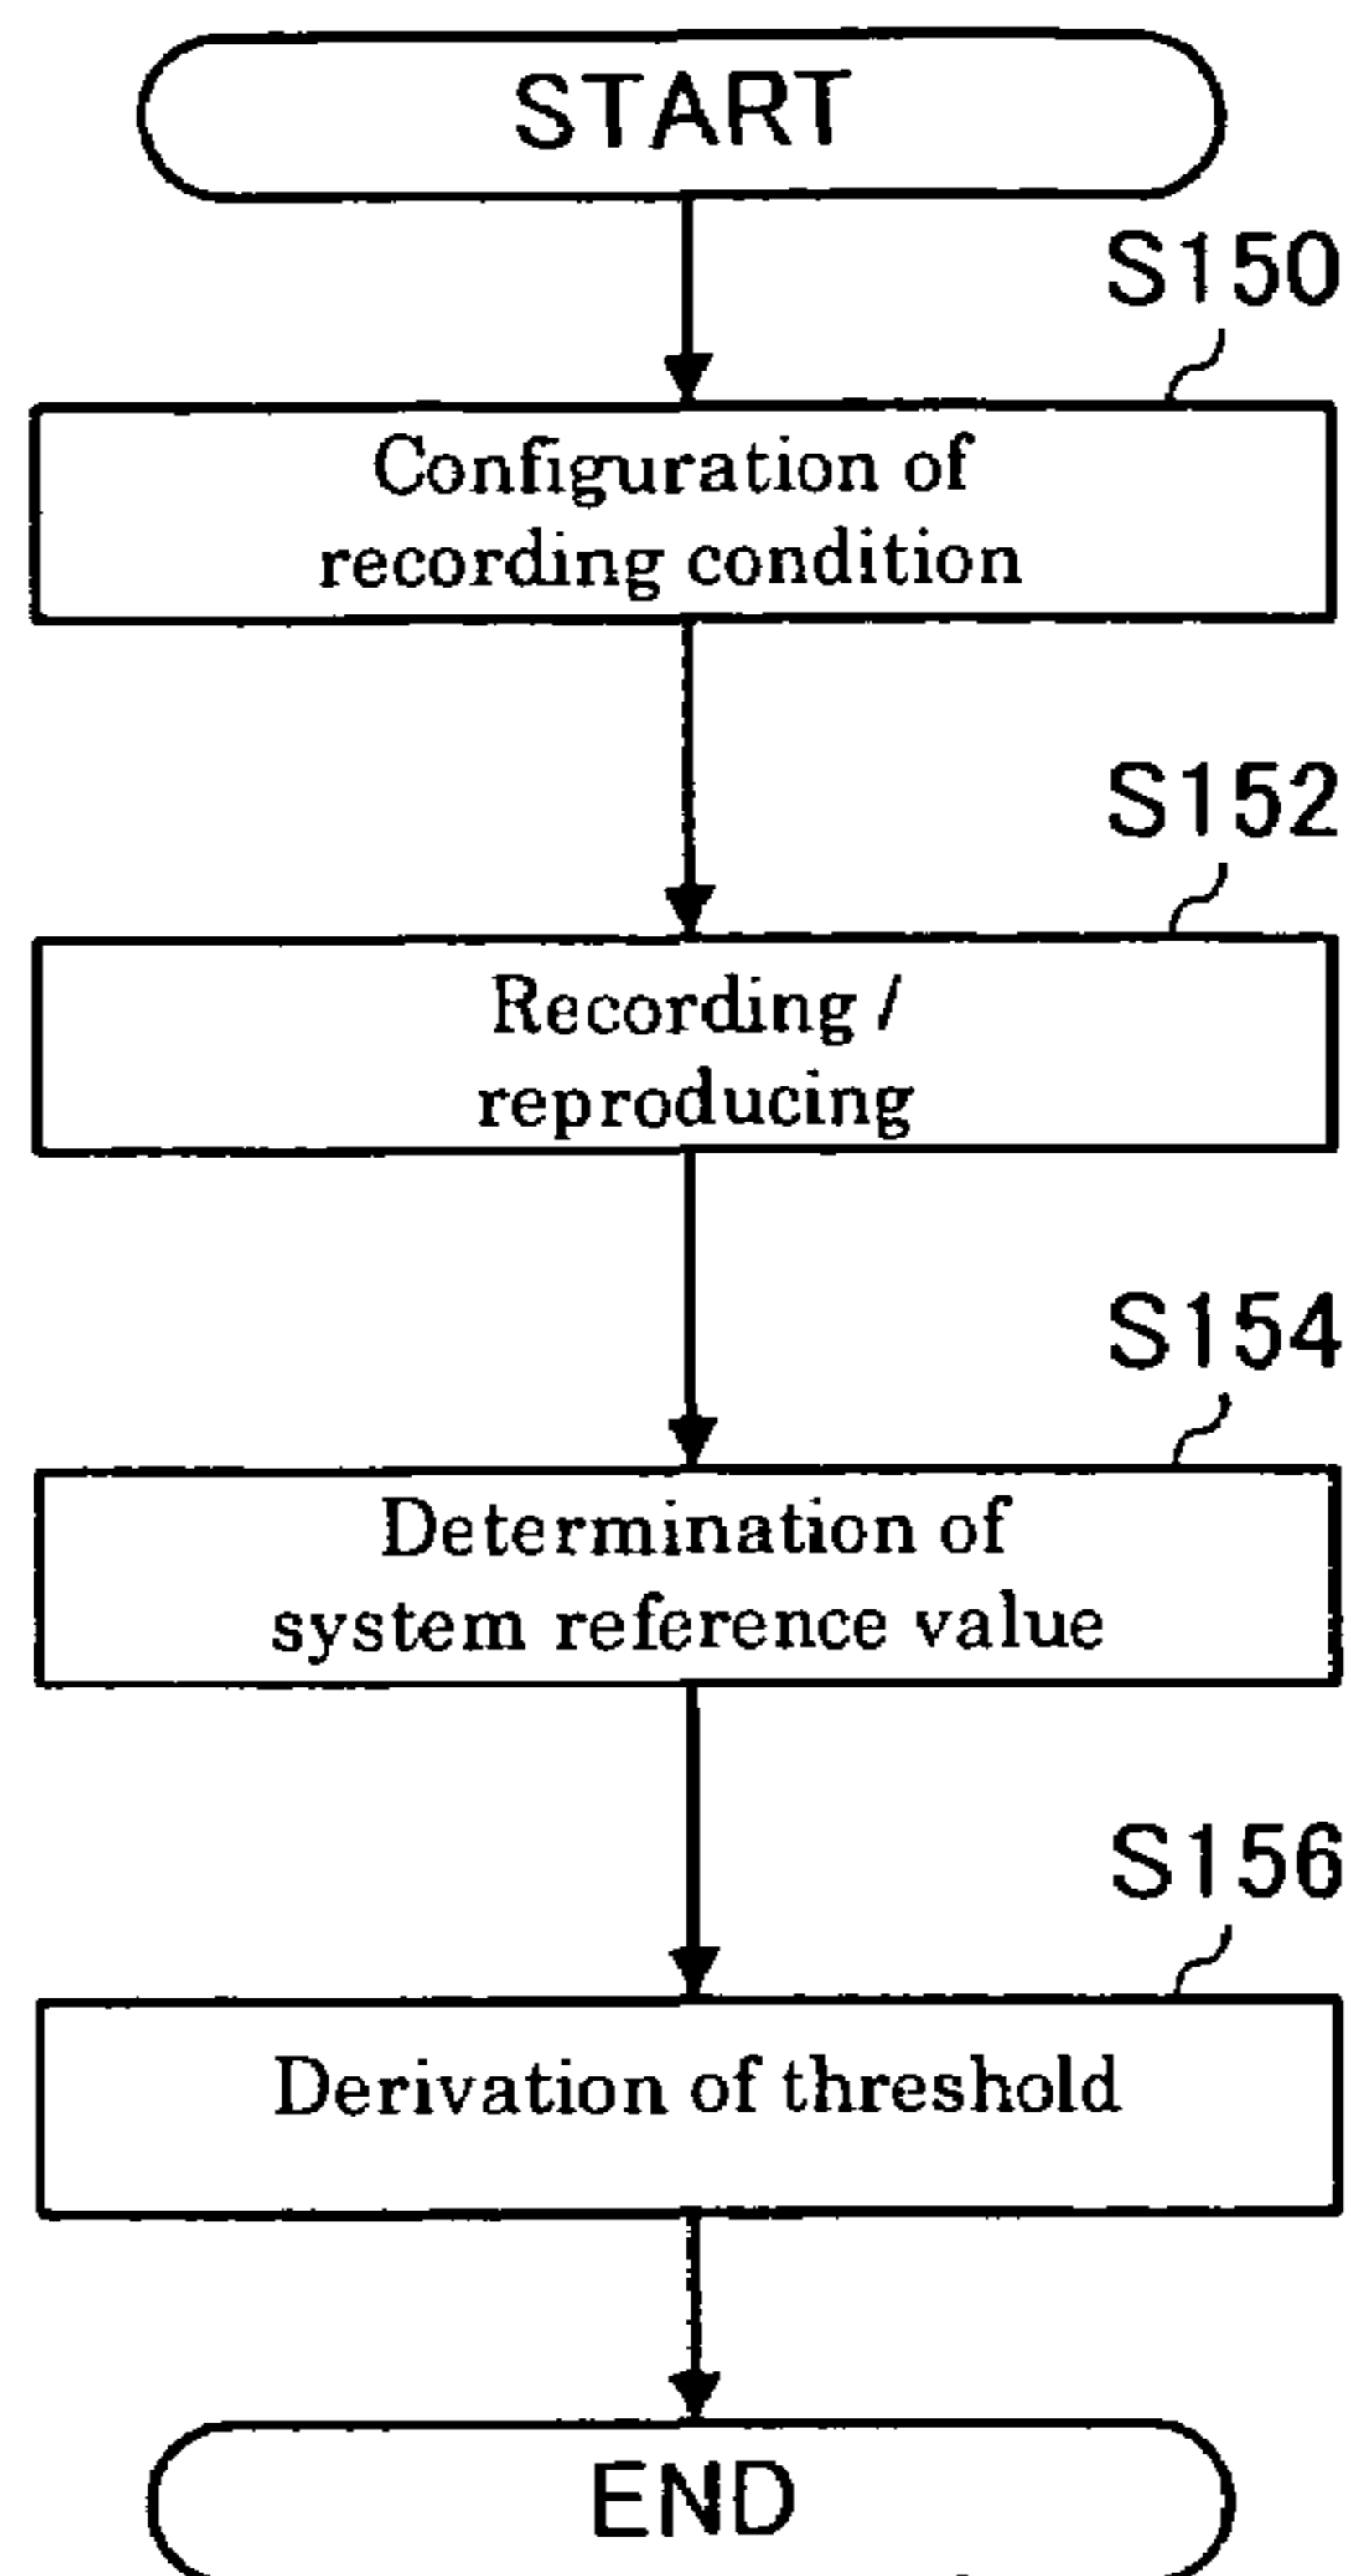 START
S150
Configuration of
recording condition
S152
Recording /
reproducing
S154
Determination of
system reference value
S156
Derivation of threshold
END